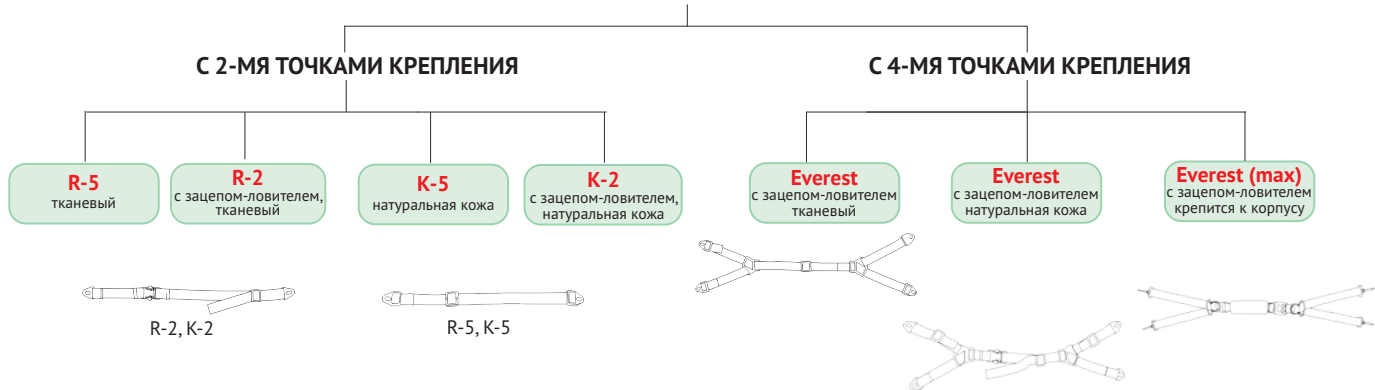 С 2-МЯ ТОЧКАМИ КРЕПЛЕНИЯ
С 4-МЯ ТОЧКАМИ КРЕПЛЕНИЯ
R-5
тканевый
R-2
с зацепом-ловителем,
тканевый
K-5
натуральная кожа
K-2
с зацепом-ловителем,
натуральная кожа
Everest
с зацепом-ловителем
тканевый
Everest
с зацепом-ловителем
натуральная кожа
Everest (max)
с зацепом-ловителем
крепится к корпусу
R-2, K-2
R-5, K-5